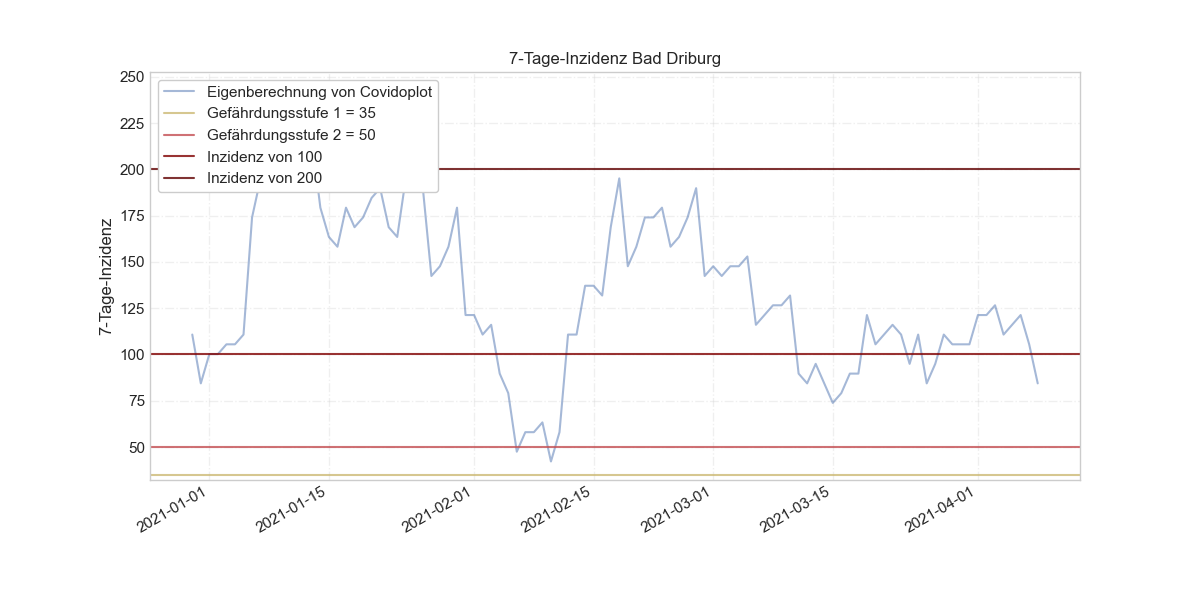 7-Tage-Inzidenz Bad Driburg
250
225
200
175
150
125
100
75
50
7-Tage-Inzidenz
Eigenberechnung von Covidoplot
Gefährdungsstufe 1 = 35
Gefährdungsstufe 2 = 50
Inzidenz von 100
Inzidenz von 200
2021-01-01
2021-01-15
2021-02-01
2021-02-15
2021-03-01
2021-03-15
2021-04-01